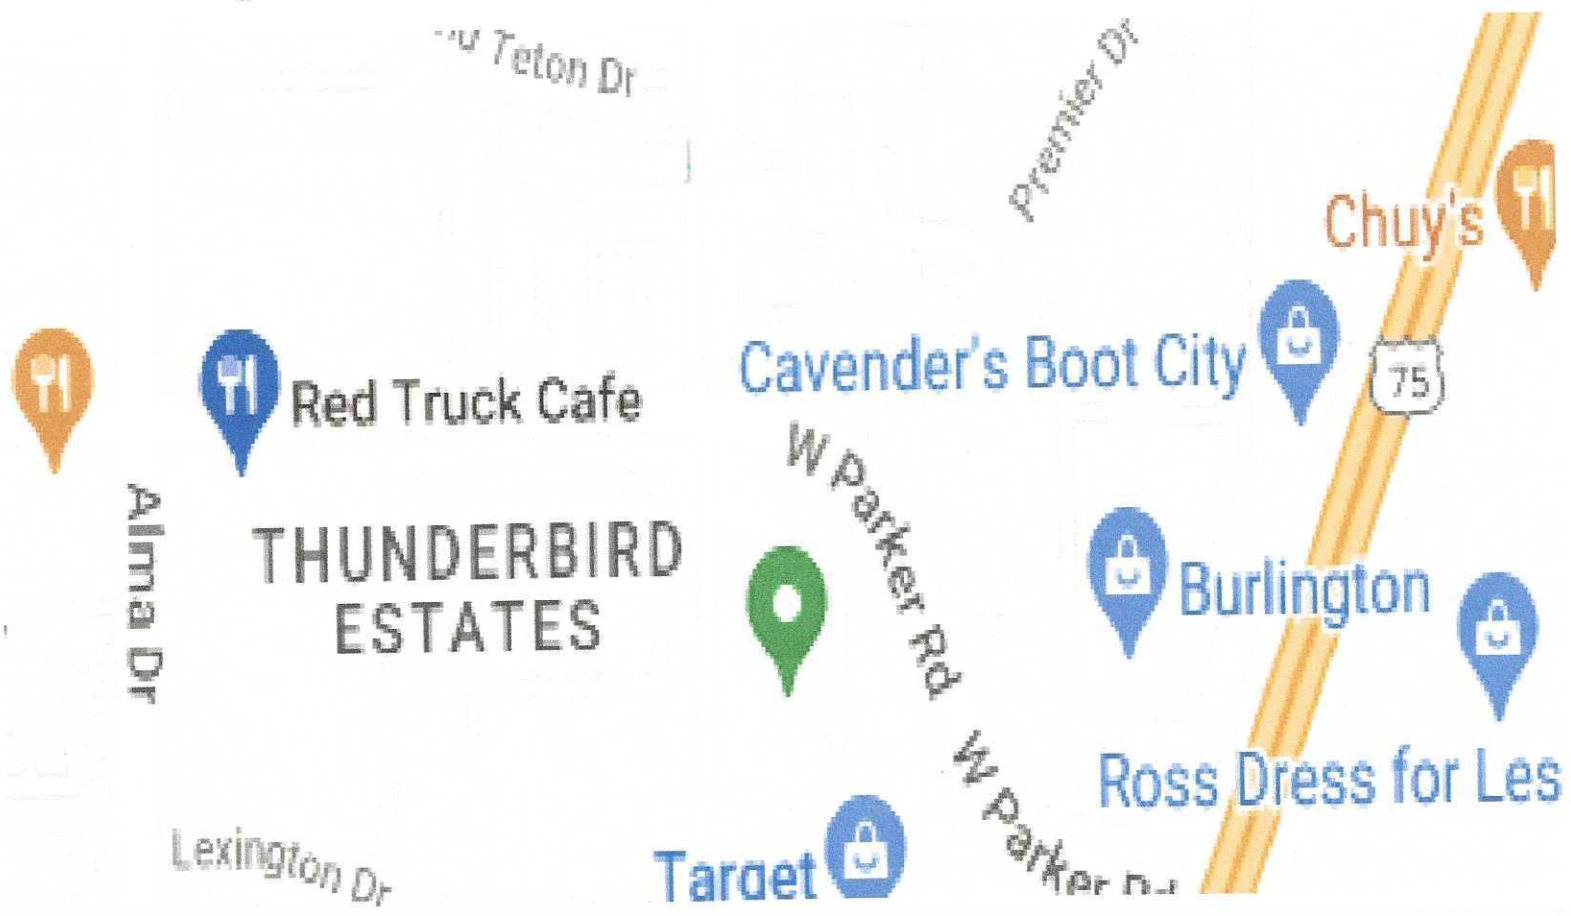 Teton Dr
Premier Dr
Chuy's
Cavender's Boot City
75
Red Truck Cafe
W Parker Rd
Alma Dr
THUNDERBIRD
ESTATES
Burlington
W Parker Rd
Ross Dress for Les
Lexington Dr
Target